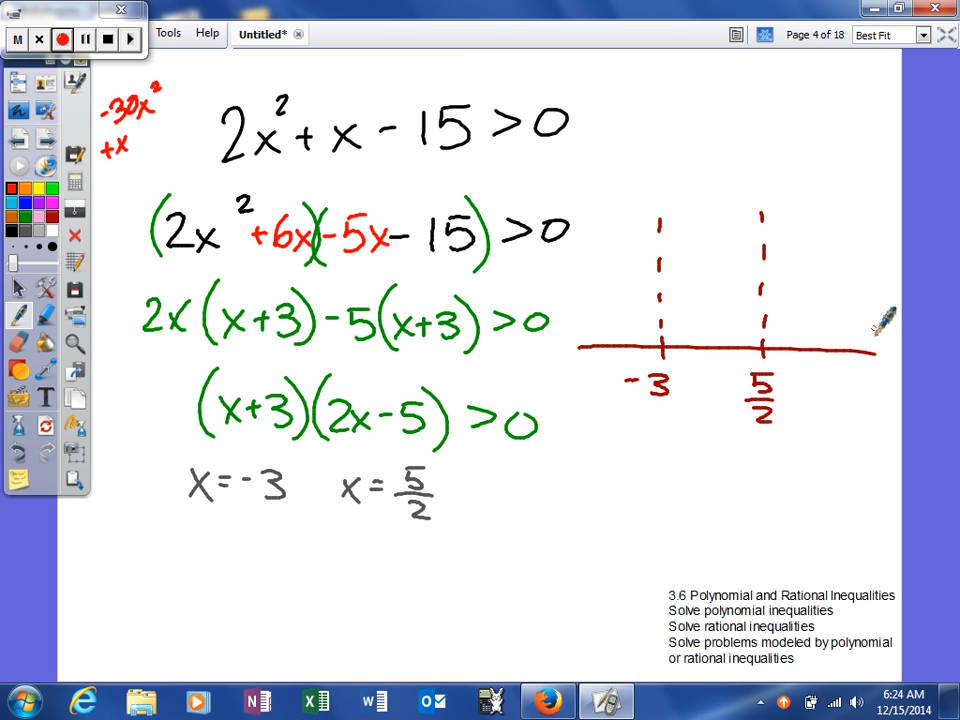 M
Tools Help Untitled* Page 4 of 18 Best Fit
-30x²
+x
2x² + x - 15 > 0
(2x² +6x)(-5x - 15) > 0
2x(x+3) - 5(x+3) > 0
(x+3)(2x-5) > 0
x = -3 x = 5/2
-3 5/2
3.6 Polynomial and Rational Inequalities
Solve polynomial inequalities
Solve rational inequalities
Solve problems modeled by polynomial
or rational inequalities
6:24 AM
12/15/2014